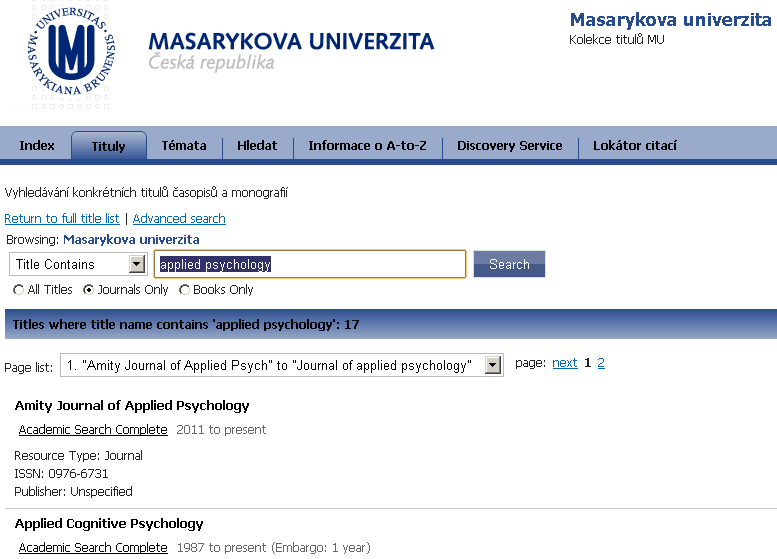 UNIVERSITAS
MASARYKIANA BRUNENSIS
MU
MASARYKOVA UNIVERZITA
Česká republika
Masarykova univerzita
Kolekce titulů MU
Index Tituly Témata Hledat Informace o A-to-Z Discovery Service Lokátor citací
Vyhledávání konkrétních titulů časopisů a monografií
Return to full title list | Advanced search
Browsing: Masarykova univerzita
Title Contains applied psychology Search
All Titles Journals Only Books Only
Titles where title name contains 'applied psychology': 17
Page list: 1. "Amity Journal of Applied Psych" to "Journal of applied psychology" page: next 1 2
Amity Journal of Applied Psychology
Academic Search Complete 2011 to present
Resource Type: Journal
ISSN: 0976-6731
Publisher: Unspecified
Applied Cognitive Psychology
Academic Search Complete 1987 to present (Embargo: 1 year)